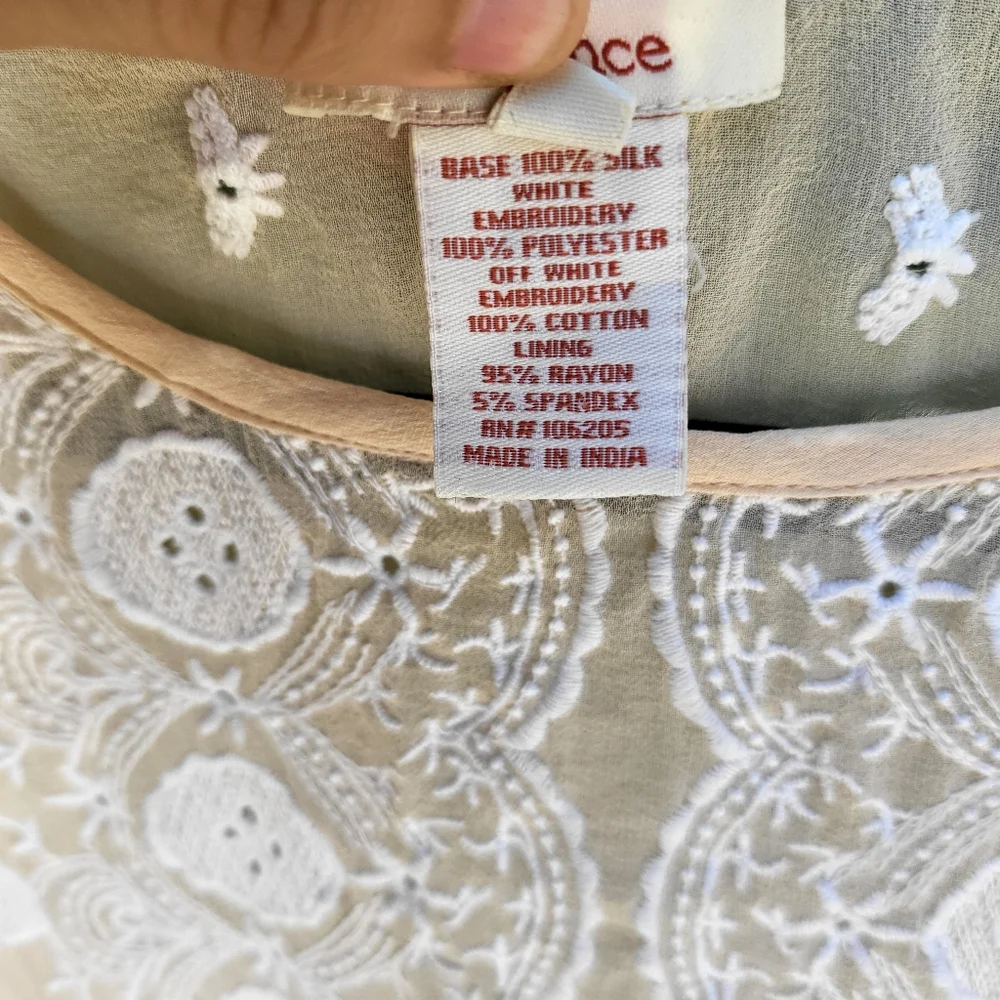 BASE 100% SILK
WHITE
EMBROIDERY
100% POLYESTER
OFF WHITE
EMBROIDERY
100% COTTON
LINING
95% RAYON
5% SPANDEX
RN# 106205
MADE IN INDIA